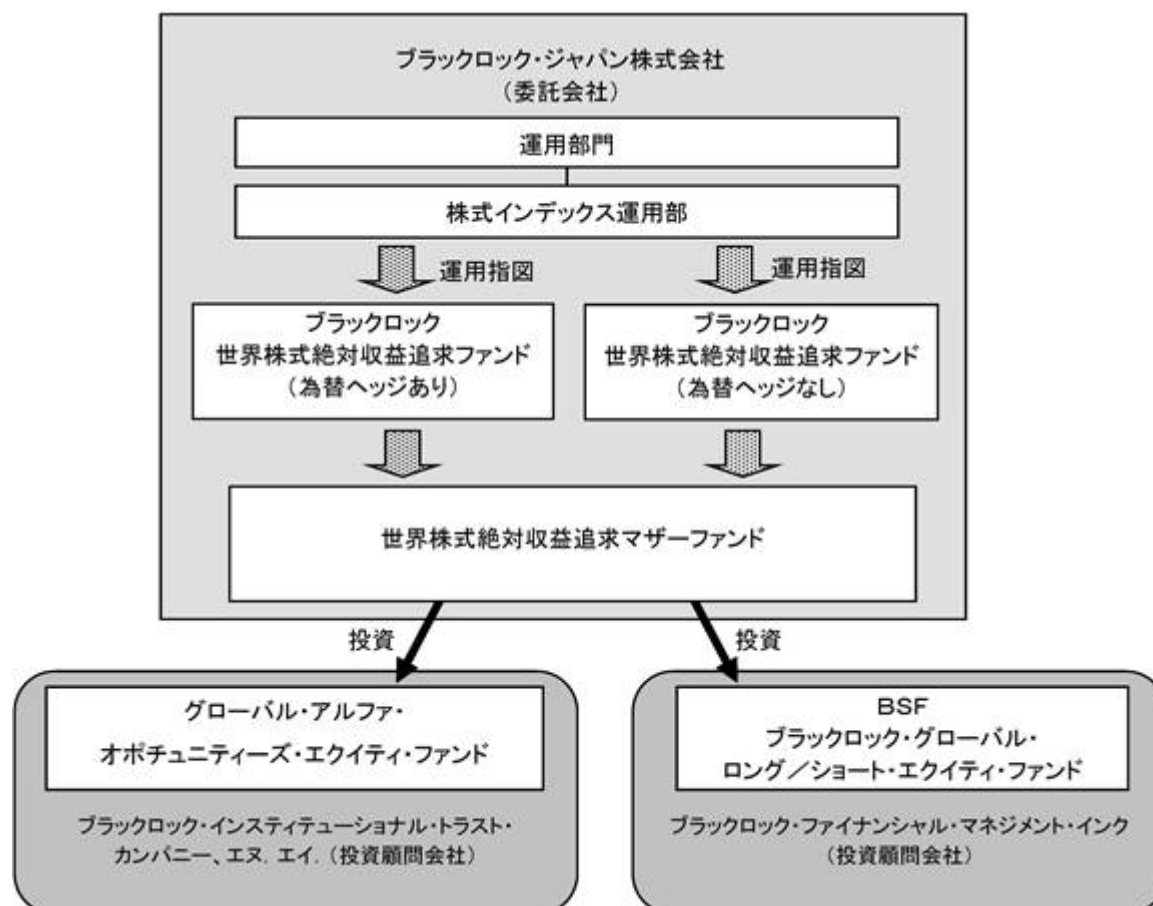 ブラックロック・ジャパン株式会社
（委託会社）
運用部門
株式インデックス運用部
運用指図
運用指図
ブラックロック
世界株式絶対収益追求ファンド
（為替ヘッジあり）
ブラックロック
世界株式絶対収益追求ファンド
（為替ヘッジなし）
世界株式絶対収益追求マザーファンド
投資
投資
グローバル・アルファ・
オポチュニティーズ・エクイティ・ファンド
ブラックロック・インスティテューショナル・トラスト・
カンパニー、エヌ．エイ．（投資顧問会社）
ＢＳＦ
ブラックロック・グローバル・
ロング／ショート・エクイティ・ファンド
ブラックロック・ファイナンシャル・マネジメント・インク
（投資顧問会社）